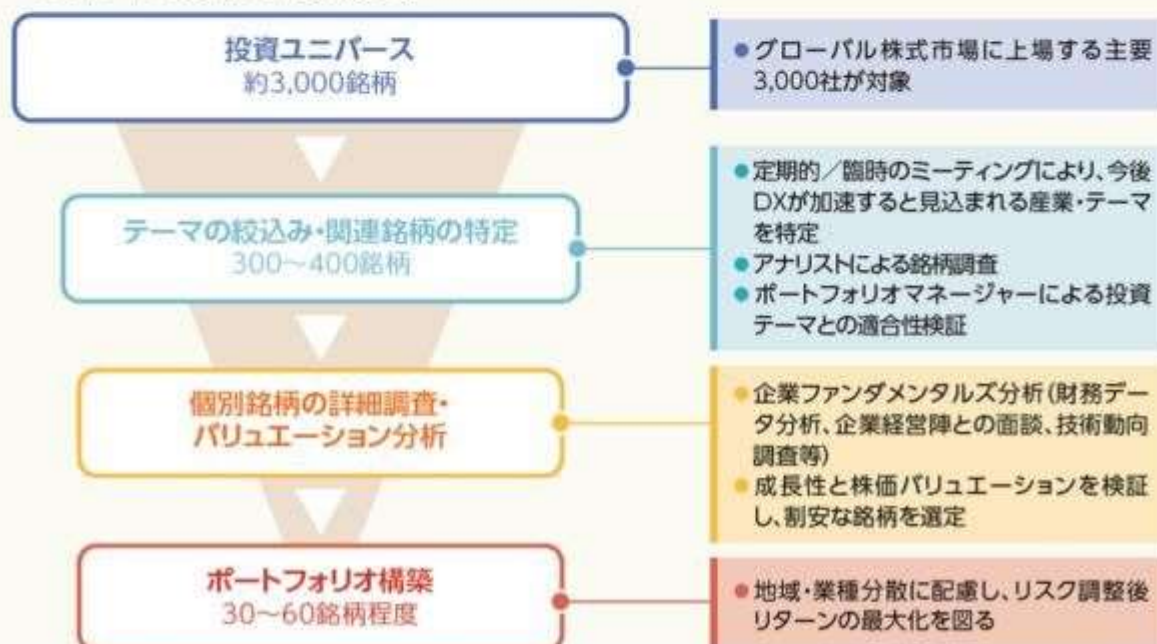 投資ユニバース
約3,000銘柄
● グローバル株式市場に上場する主要
3,000社が対象
テーマの絞込み・関連銘柄の特定
300～400銘柄
● 定期的／臨時のミーティングにより、今後
DXが加速すると見込まれる産業・テーマ
を特定
● アナリストによる銘柄調査
● ポートフォリオマネージャーによる投資
テーマとの適合性検証
個別銘柄の詳細調査・
バリュエーション分析
● 企業ファンダメンタルズ分析(財務デー
タ分析、企業経営陣との面談、技術動向
調査等)
● 成長性と株価バリュエーションを検証
し、割安な銘柄を選定
ポートフォリオ構築
30～60銘柄程度
● 地域・業種分散に配慮し、リスク調整後
リターンの最大化を図る